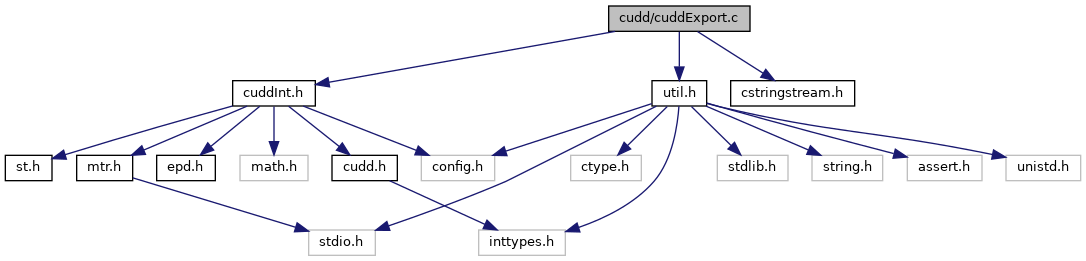 cudd/cuddExport.c
cuddInt.h
util.h
cstringstream.h
st.h
mtr.h
epd.h
math.h
cudd.h
config.h
ctype.h
stdlib.h
string.h
assert.h
unistd.h
stdio.h
inttypes.h